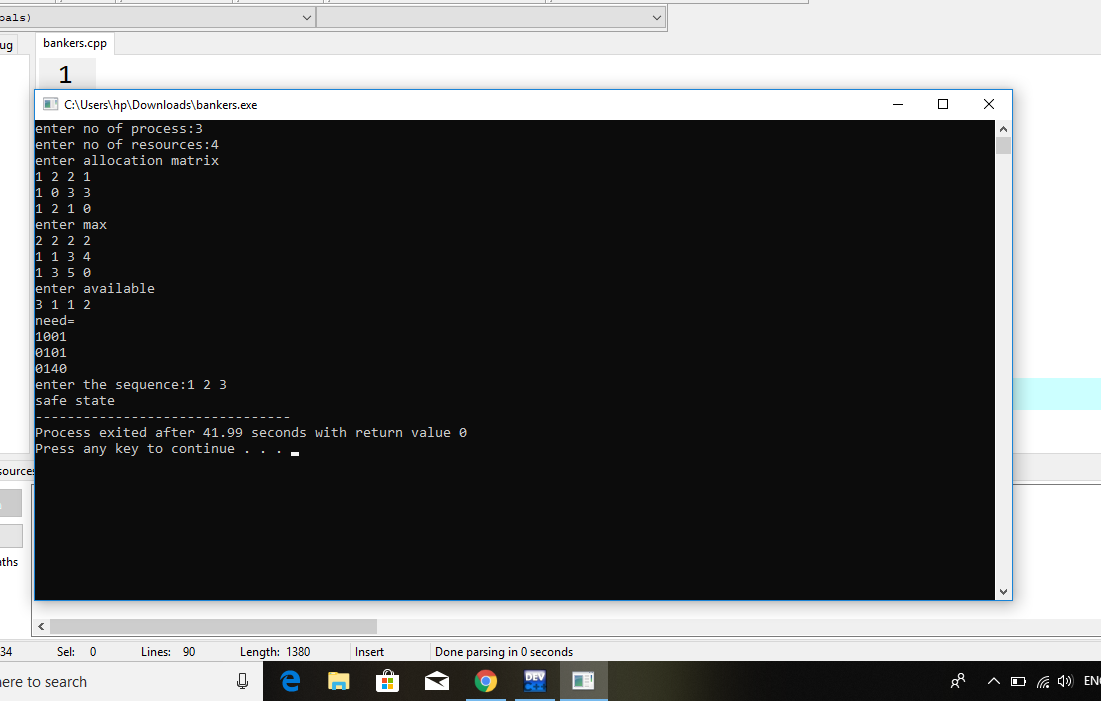 bals)
ug
bankers.cpp
1
C:\Users\hp\Downloads\bankers.exe
enter no of process:3
enter no of resources:4
enter allocation matrix
1 2 2 1
1 0 3 3
1 2 1 0
enter max
2 2 2 2
1 1 3 4
1 3 5 0
enter available
3 1 1 2
need=
1001
0101
0140
enter the sequence:1 2 3
safe state
--------------------------------
Process exited after 41.99 seconds with return value 0
Press any key to continue . . .
sources
ths
34 Sel: 0 Lines: 90 Length: 1380 Insert Done parsing in 0 seconds
ere to search
DEV
ENG